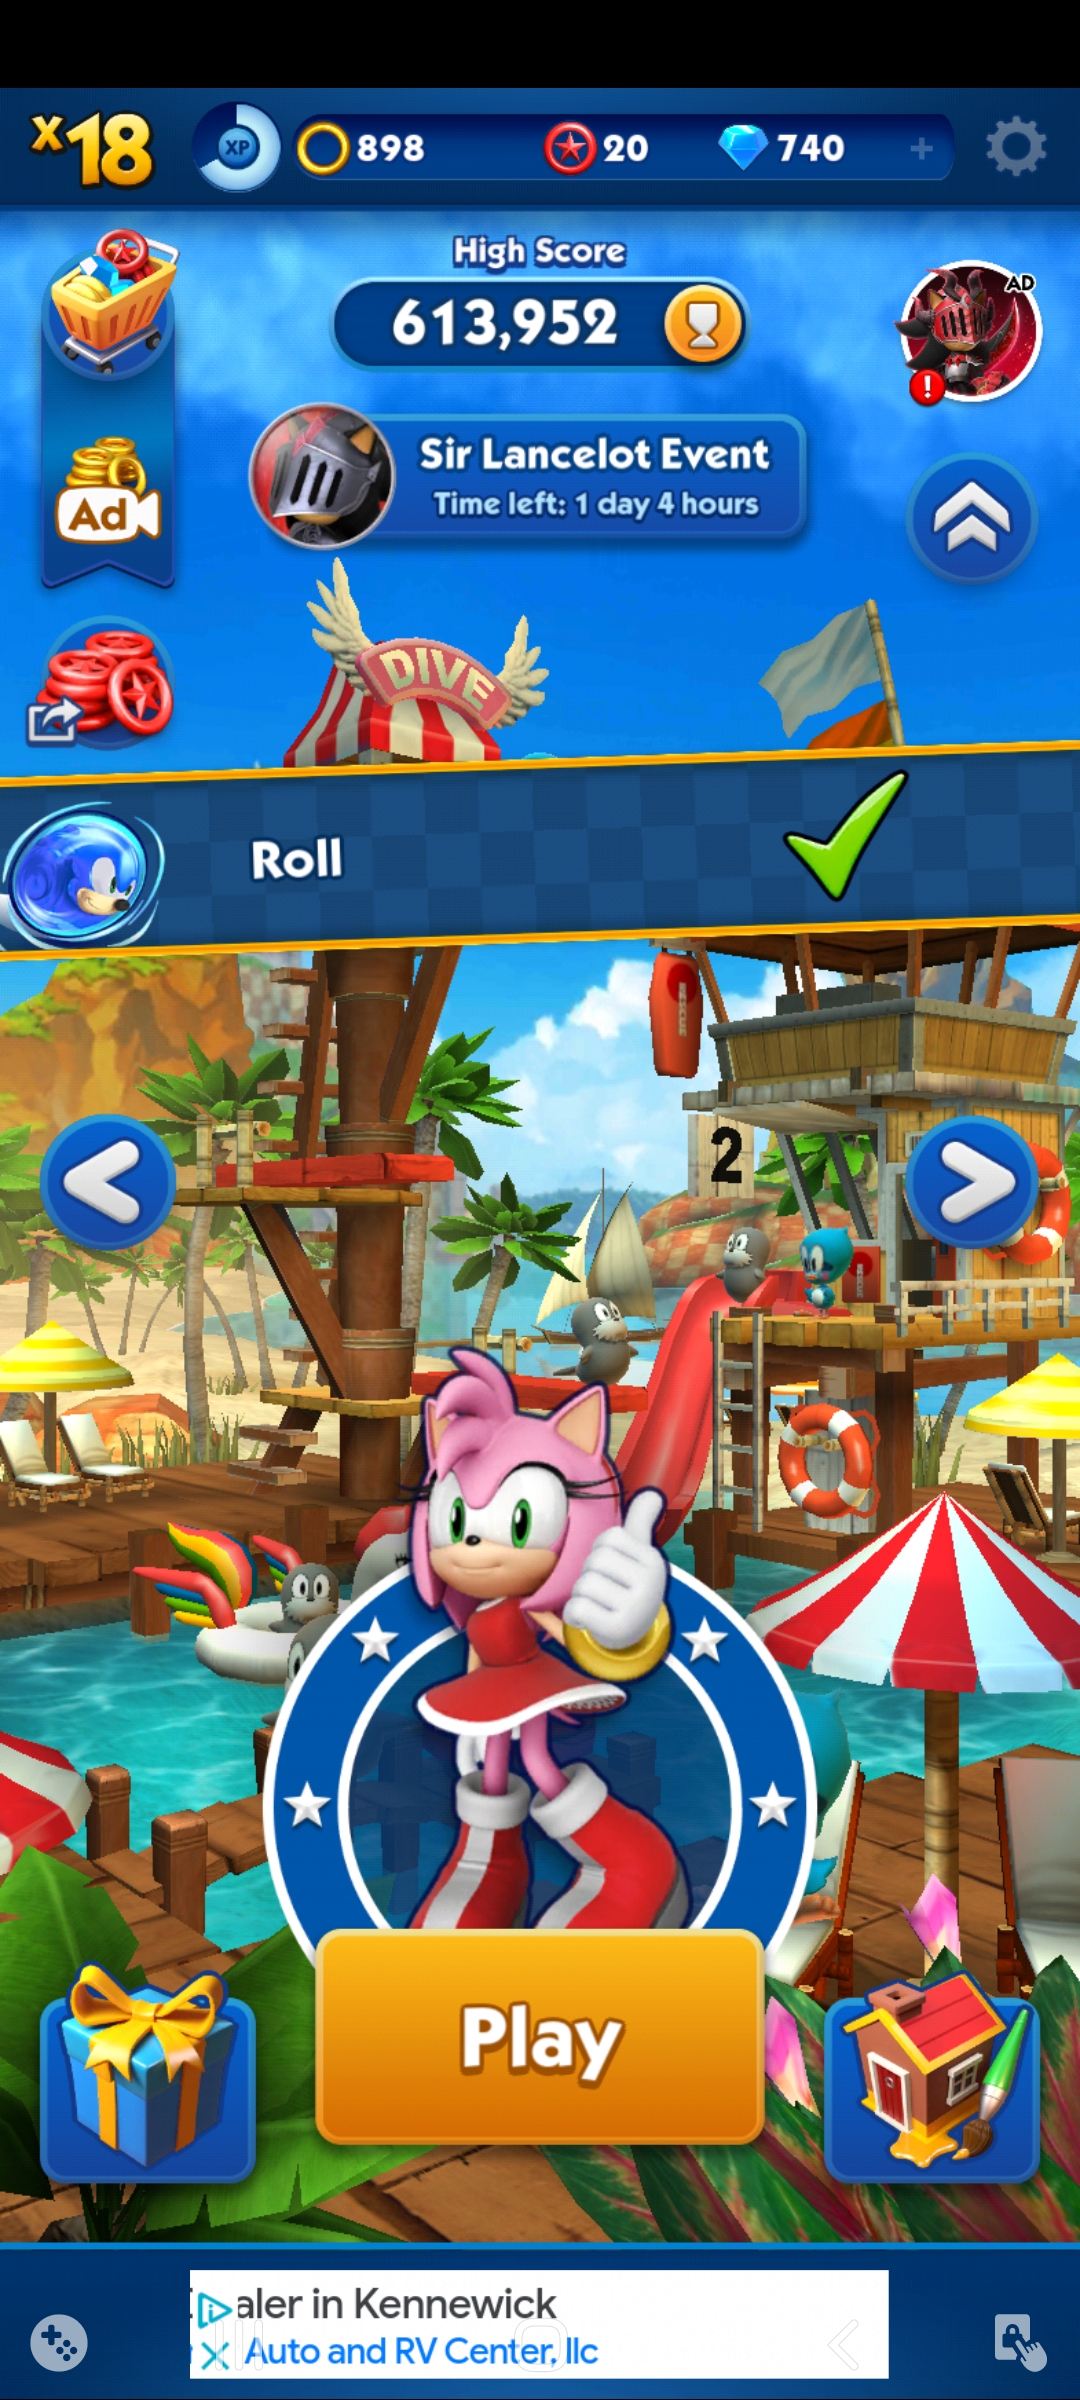 x18
XP
898
20
740
+
High Score
613,952
AD
!
Sir Lancelot Event
Time left: 1 day 4 hours
Ad
DIVE
Roll
2
Play
aler in Kennewick
Auto and RV Center, llc